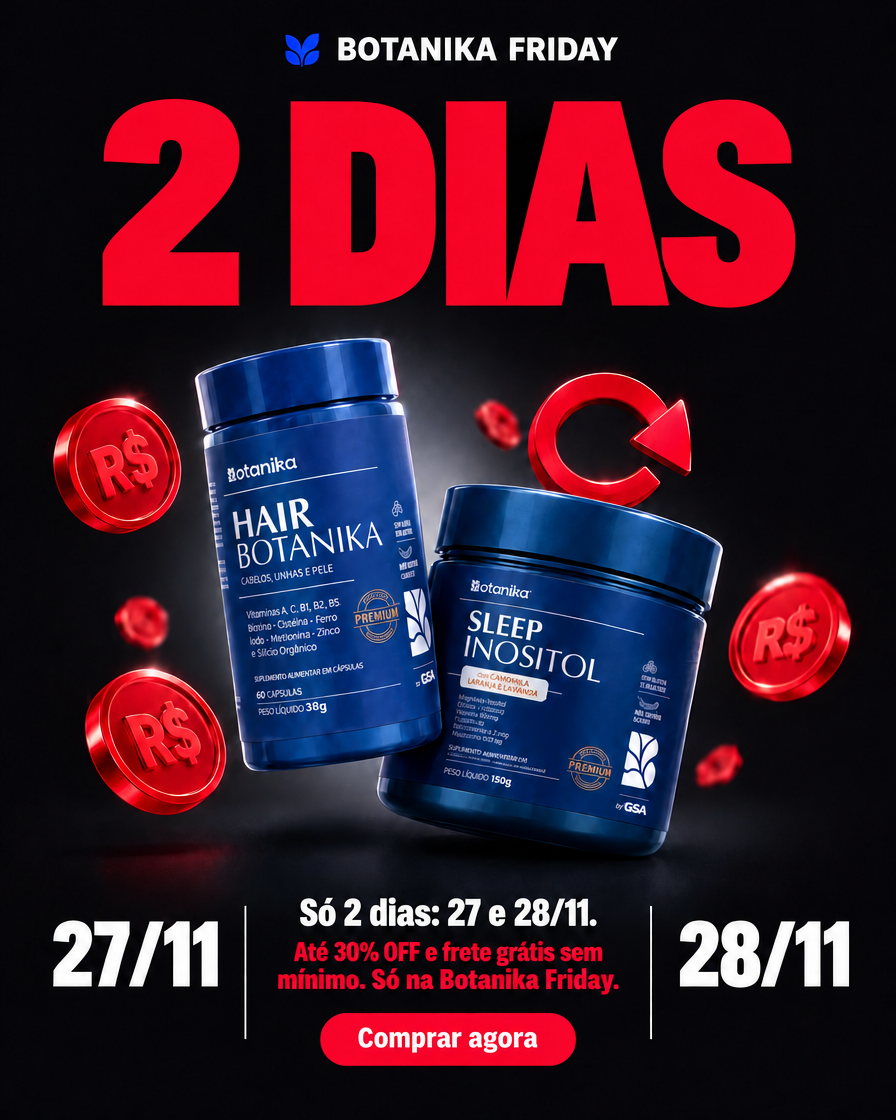 BOTANIKA FRIDAY
2 DIAS
R$
Botanika
HAIR
BOTANIKA
CABELOS, UNHAS E PELE
Vitaminas A, C, B1, B2, B5
Biotina - Cisteína - Ferro
Iodo - Metionina - Zinco
e Silício Orgânico
PREMIUM
SUPLEMENTO ALIMENTAR EM CÁPSULAS
60 CÁPSULAS
PESO LÍQUIDO 38g
by GSA
Botanika
SLEEP
INOSITOL
COM CAMOMILA
LARANJA E LAVANDA
PREMIUM
PESO LÍQUIDO 150g
by GSA
R$
R$
27/11
Só 2 dias: 27 e 28/11.
Até 30% OFF e frete grátis sem
mínimo. Só na Botanika Friday.
Comprar agora
28/11